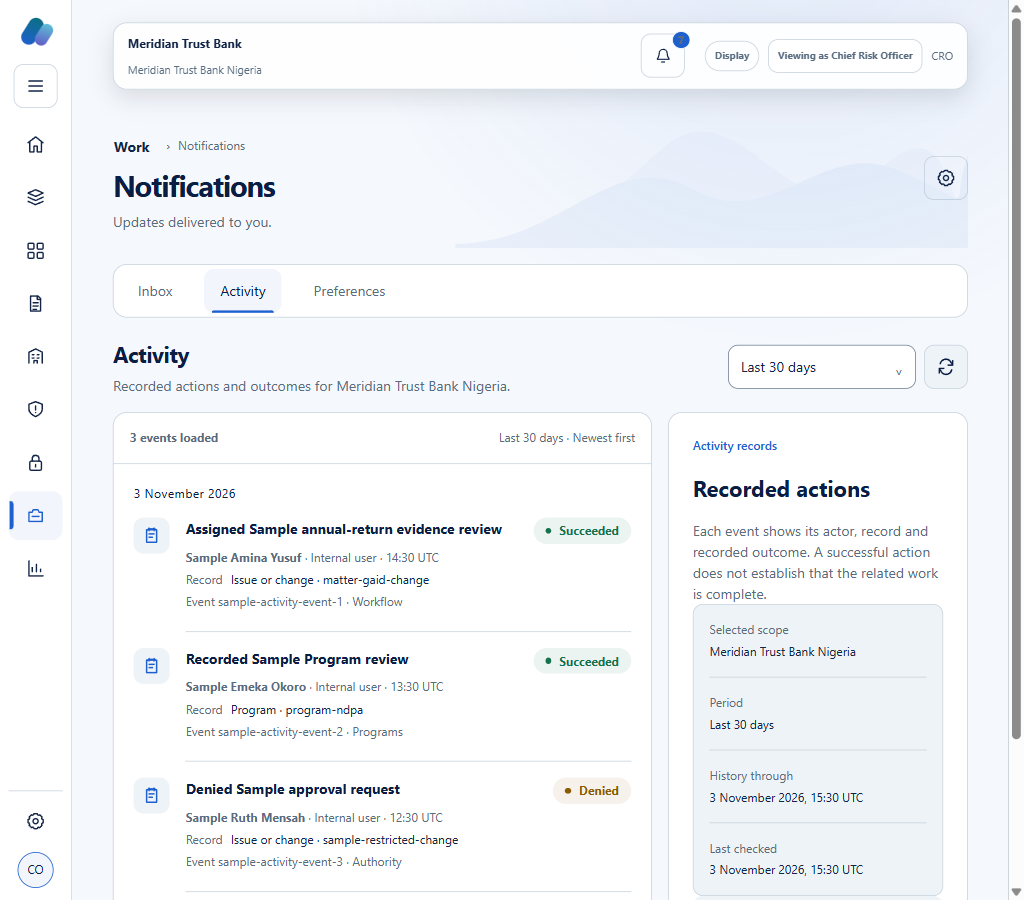 Meridian Trust Bank
Meridian Trust Bank Nigeria
Display
Viewing as Chief Risk Officer
CRO
Work › Notifications
Notifications
Updates delivered to you.
Inbox
Activity
Preferences
Activity
Recorded actions and outcomes for Meridian Trust Bank Nigeria.
Last 30 days
3 events loaded
Last 30 days · Newest first
3 November 2026
Assigned Sample annual-return evidence review
Succeeded
Sample Amina Yusuf · Internal user · 14:30 UTC
Record Issue or change · matter-gaid-change
Event sample-activity-event-1 · Workflow
Recorded Sample Program review
Succeeded
Sample Emeka Okoro · Internal user · 13:30 UTC
Record Program · program-ndpa
Event sample-activity-event-2 · Programs
Denied Sample approval request
Denied
Sample Ruth Mensah · Internal user · 12:30 UTC
Record Issue or change · sample-restricted-change
Event sample-activity-event-3 · Authority
Activity records
Recorded actions
Each event shows its actor, record and
recorded outcome. A successful action
does not establish that the related work
is complete.
Selected scope
Meridian Trust Bank Nigeria
Period
Last 30 days
History through
3 November 2026, 15:30 UTC
Last checked
3 November 2026, 15:30 UTC
CO